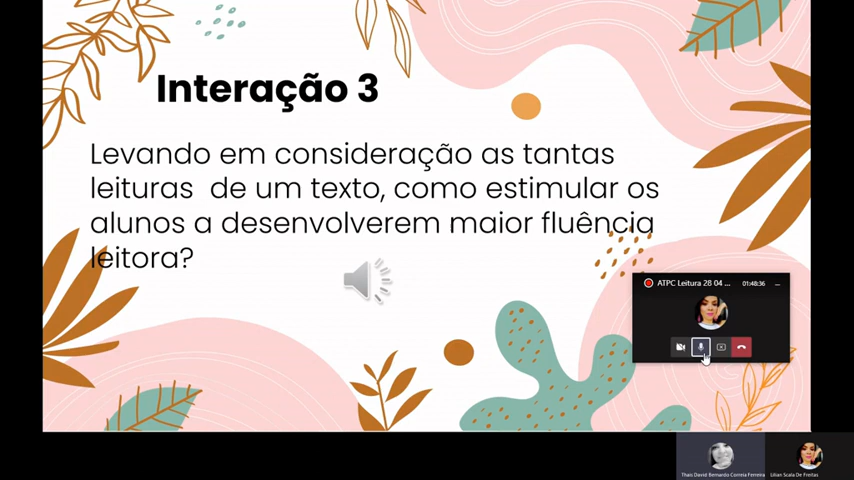 Interação 3
Levando em consideração as tantas
leituras de um texto, como estimular os
alunos a desenvolverem maior fluência
leitora?
ATPC Leitura 28 04 ...
01:48:36
Thais David Bernardo Correia Ferreira
Lilian Scala De Freitas